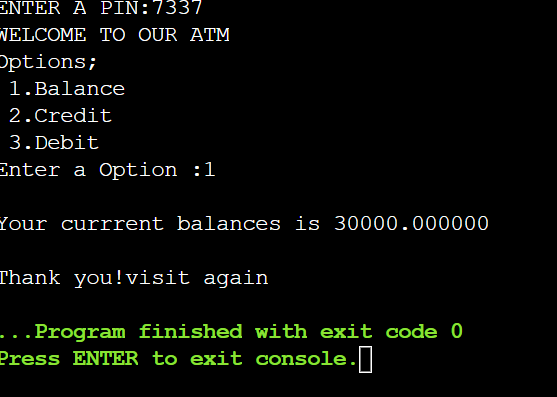 ENTER A PIN:7337
WELCOME TO OUR ATM
Options;
1.Balance
2.Credit
3.Debit
Enter a Option :1
Your currrent balances is 30000.000000
Thank you!visit again
...Program finished with exit code 0
Press ENTER to exit console.